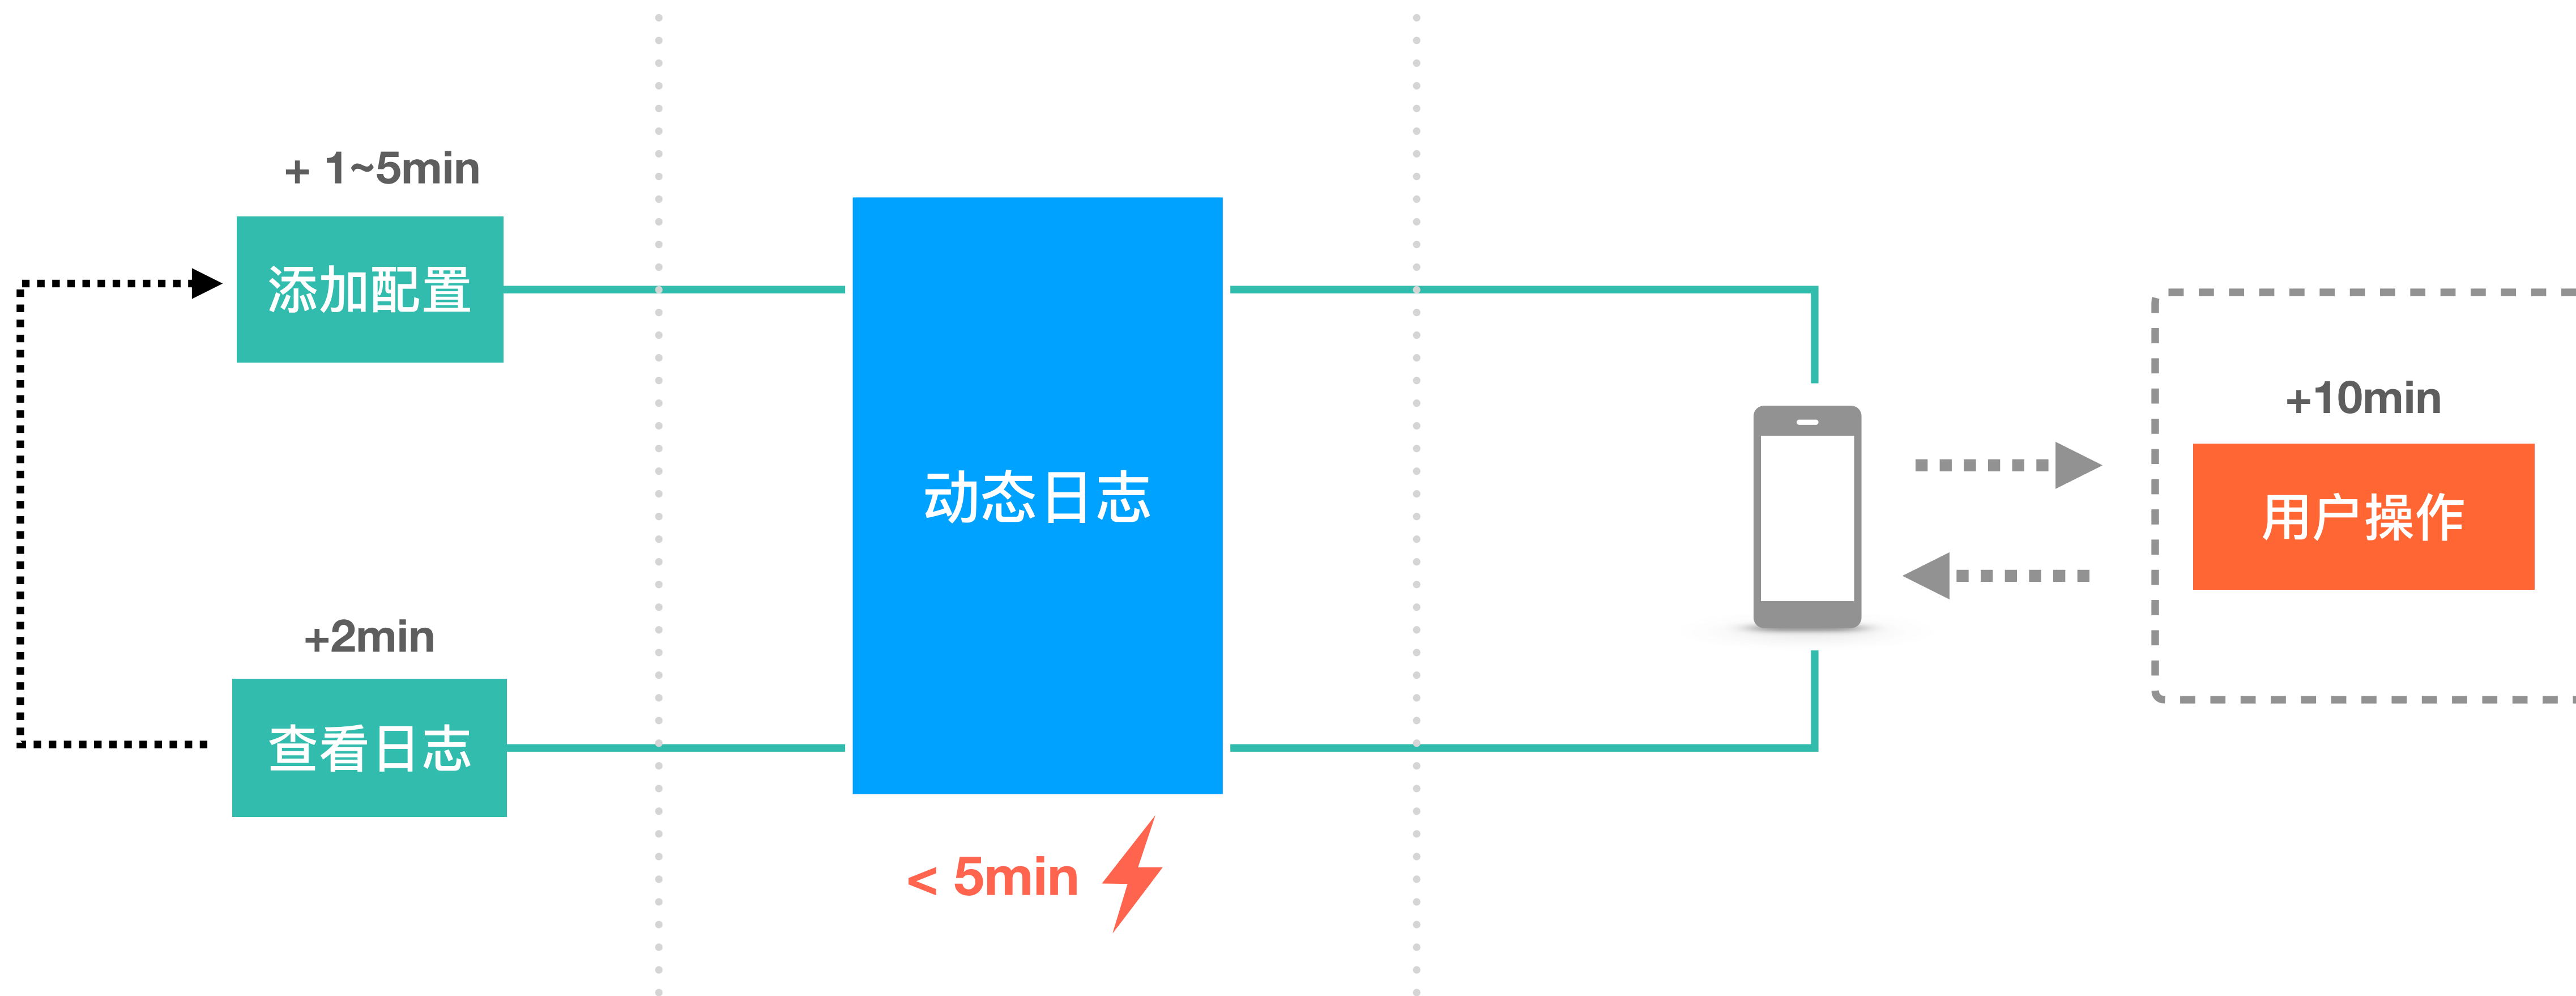 + 1~5min
添加配置
+2min
查看日志
动态日志
< 5min
+10min
用户操作